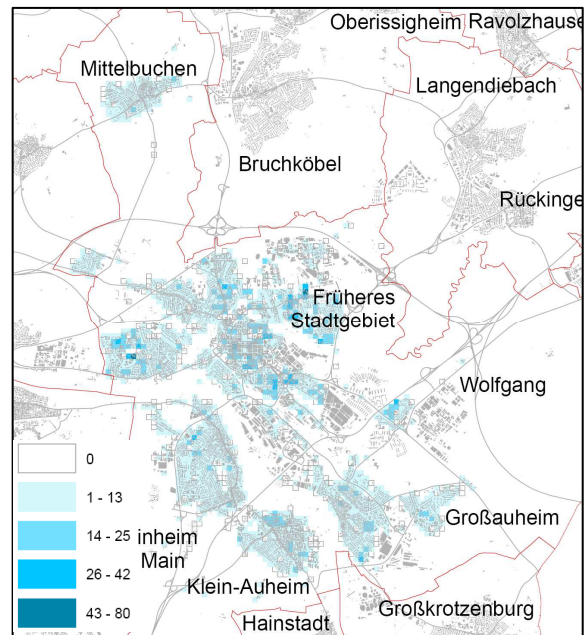 Oberissigheim Ravolzhause
Mittelbuchen
Langendiebach
Bruchköbel
Rückinge
Früheres
Stadtgebiet
Wolfgang
0
1 - 13
14 - 25
26 - 42
43 - 80
inheim
Main
Großauheim
Klein-Auheim
Großkrotzenburg
Hainstadt